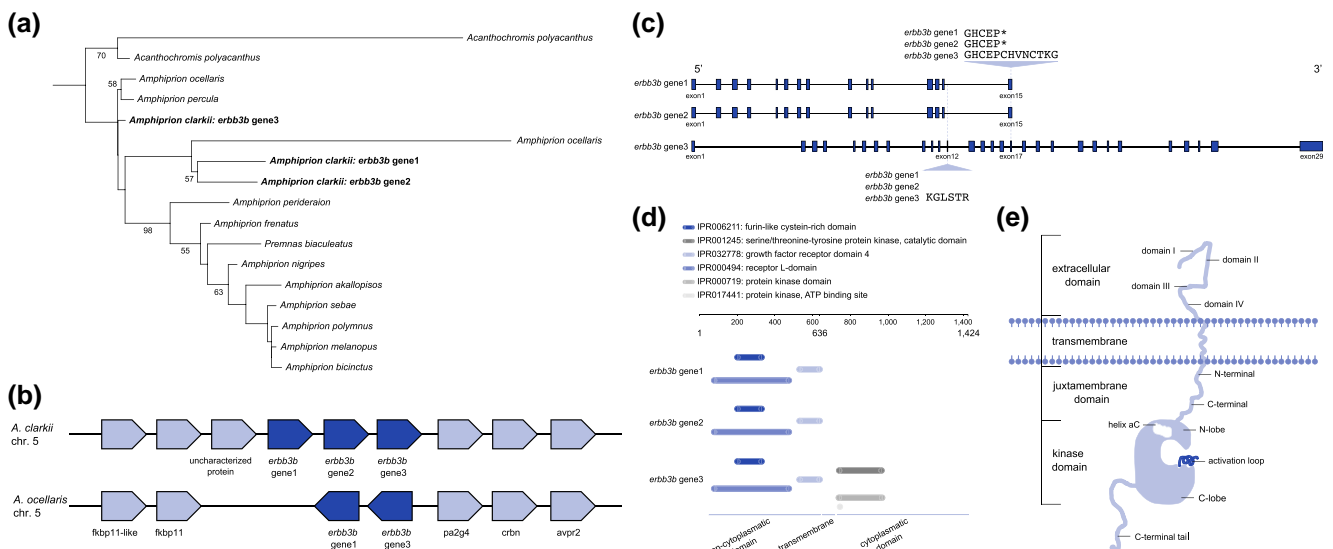 (a)
70
Acanthochromis polyacanthus
Acanthochromis polyacanthus
Amphiprion ocellaris
58
Amphiprion percula
Amphiprion clarkii: erbb3b gene3
Amphiprion ocellaris
Amphiprion clarkii: erbb3b gene1
57
Amphiprion clarkii: erbb3b gene2
Amphiprion perideraion
98
Amphiprion frenatus
55
Premnas biaculeatus
Amphiprion nigripes
63
Amphiprion akallopisos
Amphiprion sebae
Amphiprion polymnus
Amphiprion melanopus
Amphiprion bicinctus
(b)
A. clarkii
chr. 5
uncharacterized
protein
erbb3b
gene1
erbb3b
gene2
erbb3b
gene3
A. ocellaris
chr. 5
fkbp11-like
fkbp11
erbb3b
gene1
erbb3b
gene3
pa2g4
crbn
avpr2
(c)
erbb3b gene1 GHCEP*
erbb3b gene2 GHCEP*
erbb3b gene3 GHCEPCHVNCTKG
5'
3'
erbb3b gene1
exon1
exon15
erbb3b gene2
exon1
exon15
erbb3b gene3
exon1
exon12
exon17
exon29
erbb3b gene1
erbb3b gene2
erbb3b gene3 KGLSTR
(d)
IPR006211: furin-like cystein-rich domain
IPR001245: serine/threonine-tyrosine protein kinase, catalytic domain
IPR032778: growth factor receptor domain 4
IPR000494: receptor L-domain
IPR000719: protein kinase domain
IPR017441: protein kinase, ATP binding site
200 400 600 800 1,000 1,200 1,400
1 636 1,424
erbb3b gene1
erbb3b gene2
erbb3b gene3
n-cytoplasmatic
main
transmembrane
cytoplasmatic
domain
(e)
extracellular
domain
transmembrane
juxtamembrane
domain
kinase
domain
domain I
domain II
domain III
domain IV
N-terminal
C-terminal
helix aC
N-lobe
activation loop
C-lobe
C-terminal tail